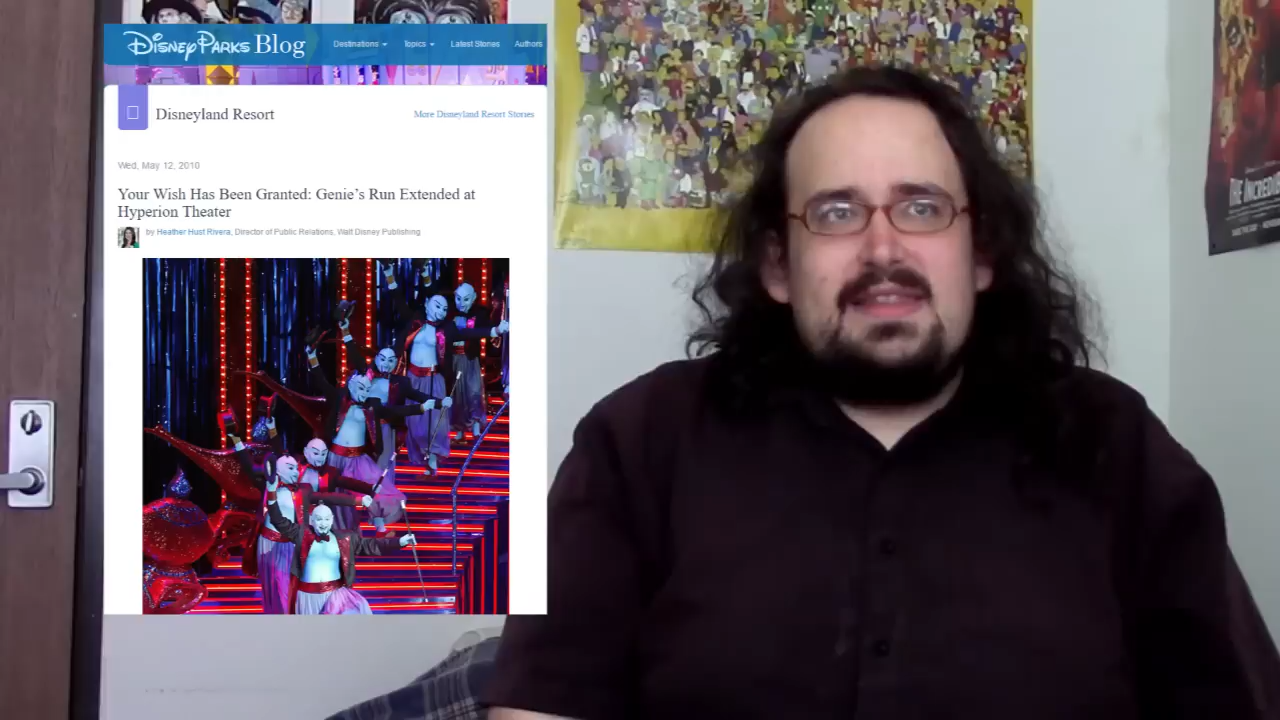 Disney Parks Blog
Destinations
Topics
Latest Stories
Authors
Disneyland Resort
More Disneyland Resort Stories
Wed, May 12, 2010
Your Wish Has Been Granted: Genie's Run Extended at
Hyperion Theater
by Heather Hust Rivera, Director of Public Relations, Walt Disney Publishing
THE INCREDI